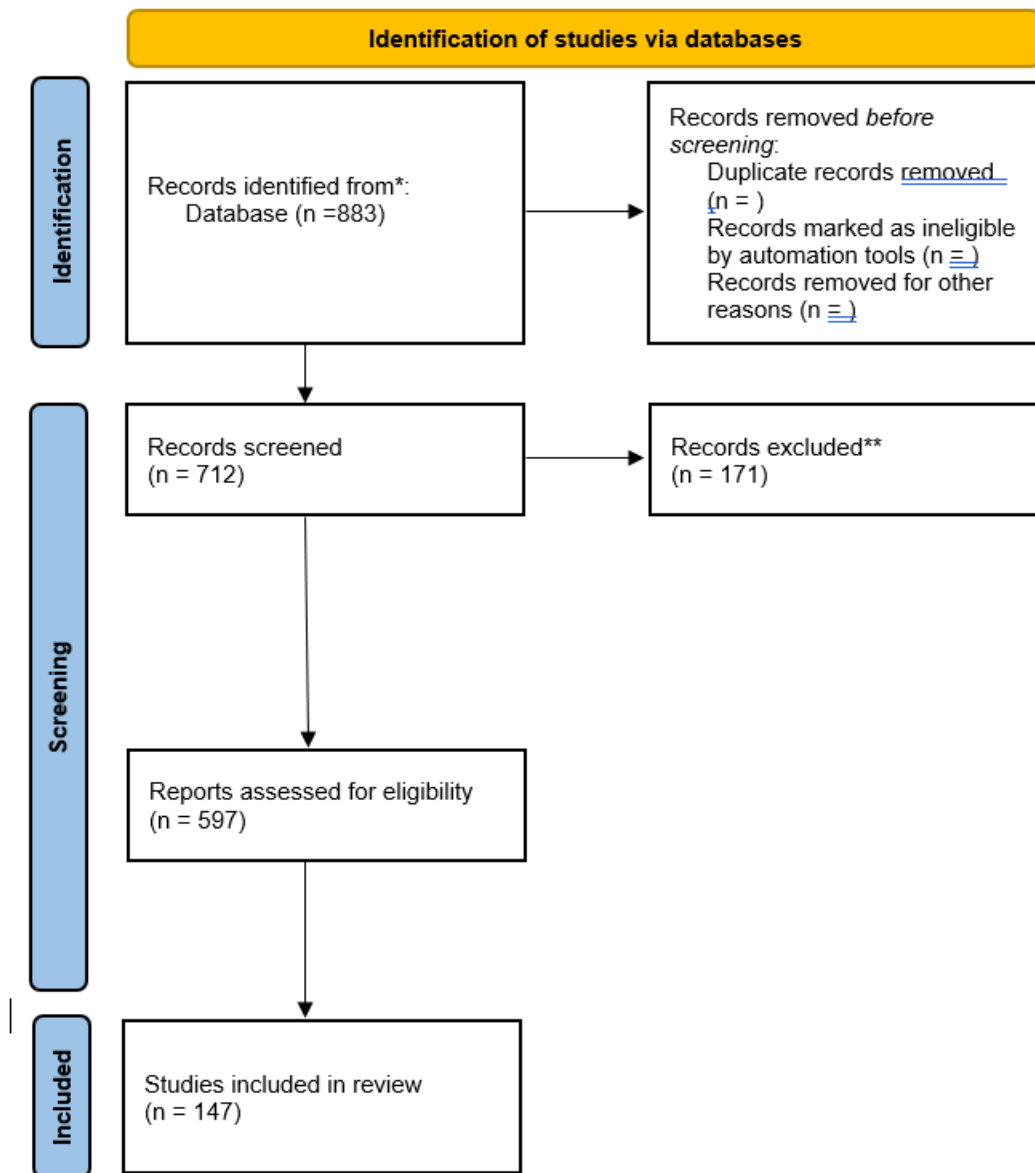 Identification of studies via databases
Identification
Records identified from*:
Database (n =883)
Records removed before
screening:
Duplicate records removed
(n = )
Records marked as ineligible
by automation tools (n = )
Records removed for other
reasons (n = )
Screening
Records screened
(n = 712)
Records excluded**
(n = 171)
Reports assessed for eligibility
(n = 597)
Included
Studies included in review
(n = 147)